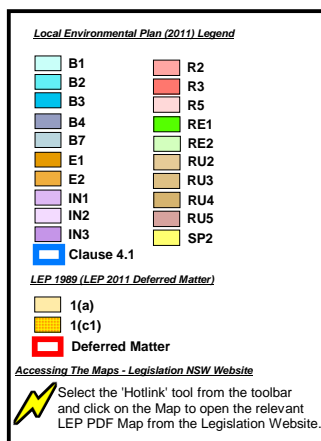 Local Environmental Plan (2011) Legend
B1
B2
B3
B4
B7
E1
E2
IN1
IN2
IN3
Clause 4.1
R2
R3
R5
RE1
RE2
RU2
RU3
RU4
RU5
SP2
LEP 1989 (LEP 2011 Deferred Matter)
1(a)
1(c1)
Deferred Matter
Accessing The Maps - Legislation NSW Website
Select the 'Hotlink' tool from the toolbar
and click on the Map to open the relevant
LEP PDF Map from the Legislation Website.